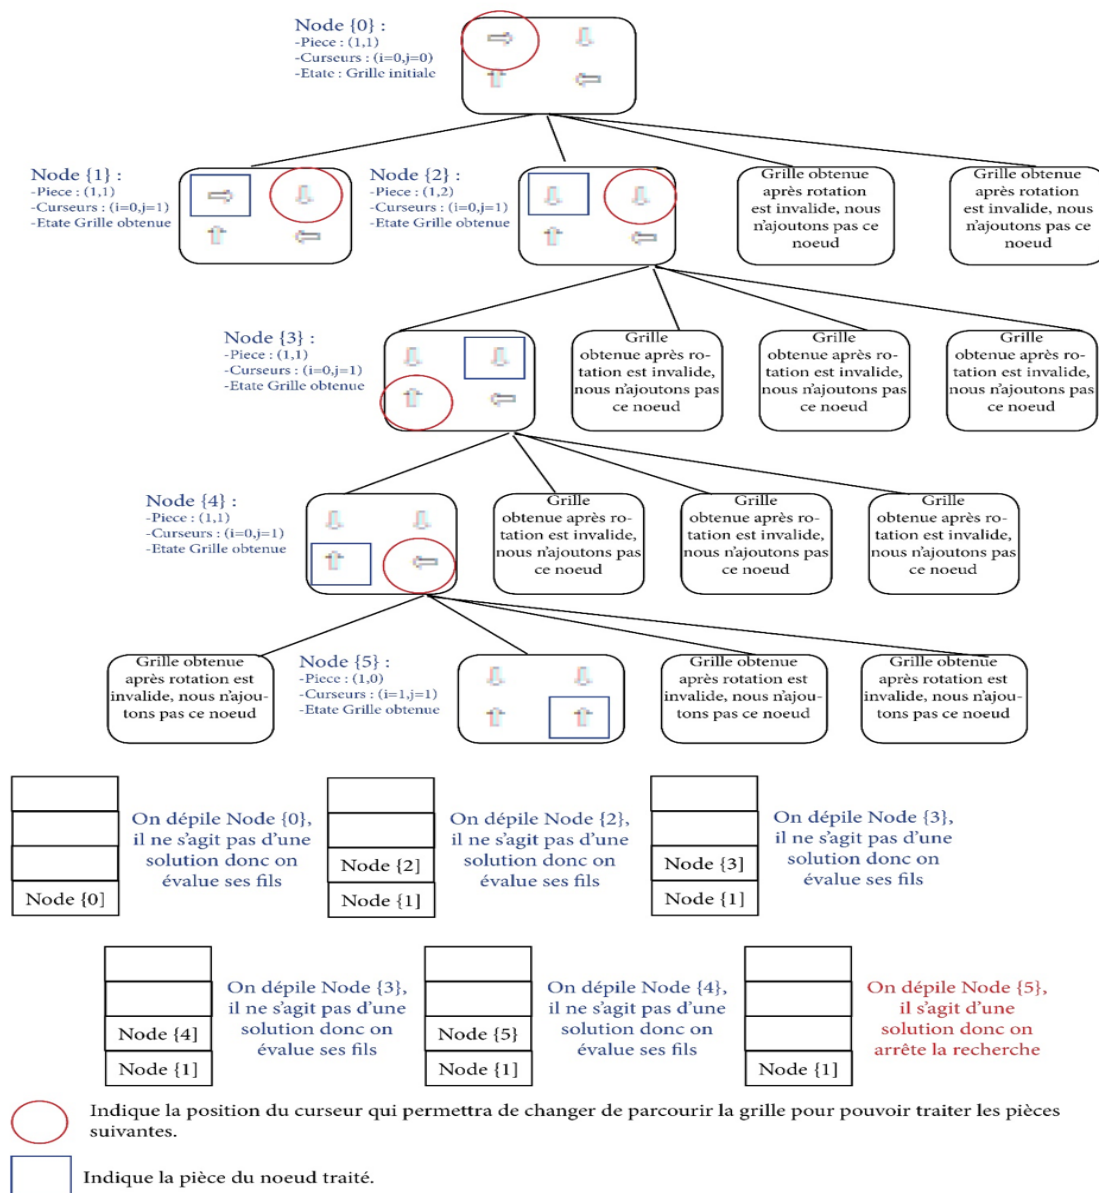 Node {0} :
-Piece : (1,1)
-Curseurs : (i=0,j=0)
-Etate : Grille initiale
Node {1} :
-Piece : (1,1)
-Curseurs : (i=0,j=1)
-Etate Grille obtenue
Node {2} :
-Piece : (1,2)
-Curseurs : (i=0,j=1)
-Etate Grille obtenue
Grille obtenue
après rotation
est invalide, nous
n'ajoutons pas ce
noeud
Grille obtenue
après rotation
est invalide, nous
n'ajoutons pas ce
noeud
Node {3} :
-Piece : (1,1)
-Curseurs : (i=0,j=1)
-Etate Grille obtenue
Grille
obtenue après ro-
tation est invalide,
nous n'ajoutons pas
ce noeud
Grille
obtenue après ro-
tation est invalide,
nous n'ajoutons pas
ce noeud
Grille
obtenue après ro-
tation est invalide,
nous n'ajoutons pas
ce noeud
Node {4} :
-Piece : (1,1)
-Curseurs : (i=0,j=1)
-Etate Grille obtenue
Grille
obtenue après ro-
tation est invalide,
nous n'ajoutons pas
ce noeud
Grille
obtenue après ro-
tation est invalide,
nous n'ajoutons pas
ce noeud
Grille
obtenue après ro-
tation est invalide,
nous n'ajoutons pas
ce noeud
Grille obtenue
après rotation est
invalide, nous n'ajou-
tons pas ce noeud
Node {5} :
-Piece : (1,0)
-Curseurs : (i=1,j=1)
-Etate Grille obtenue
Grille obtenue
après rotation est
invalide, nous n'ajou-
tons pas ce noeud
Grille obtenue
après rotation est
invalide, nous n'ajou-
tons pas ce noeud
Node {0]
On dépile Node {0},
il ne s'agit pas d'une
solution donc on
évalue ses fils
Node {2]
Node {1]
On dépile Node {2},
il ne s'agit pas d'une
solution donc on
évalue ses fils
Node {3]
Node {1]
On dépile Node {3},
il ne s'agit pas d'une
solution donc on
évalue ses fils
Node {4]
Node {1]
On dépile Node {3},
il ne s'agit pas d'une
solution donc on
évalue ses fils
Node {5}
Node {1]
On dépile Node {4},
il ne s'agit pas d'une
solution donc on
évalue ses fils
Node {1]
On dépile Node {5},
il s'agit d'une
solution donc on
arrête la recherche
Indique la position du curseur qui permettra de changer de parcourir la grille pour pouvoir traiter les pièces
suivantes.
Indique la pièce du noeud traité.